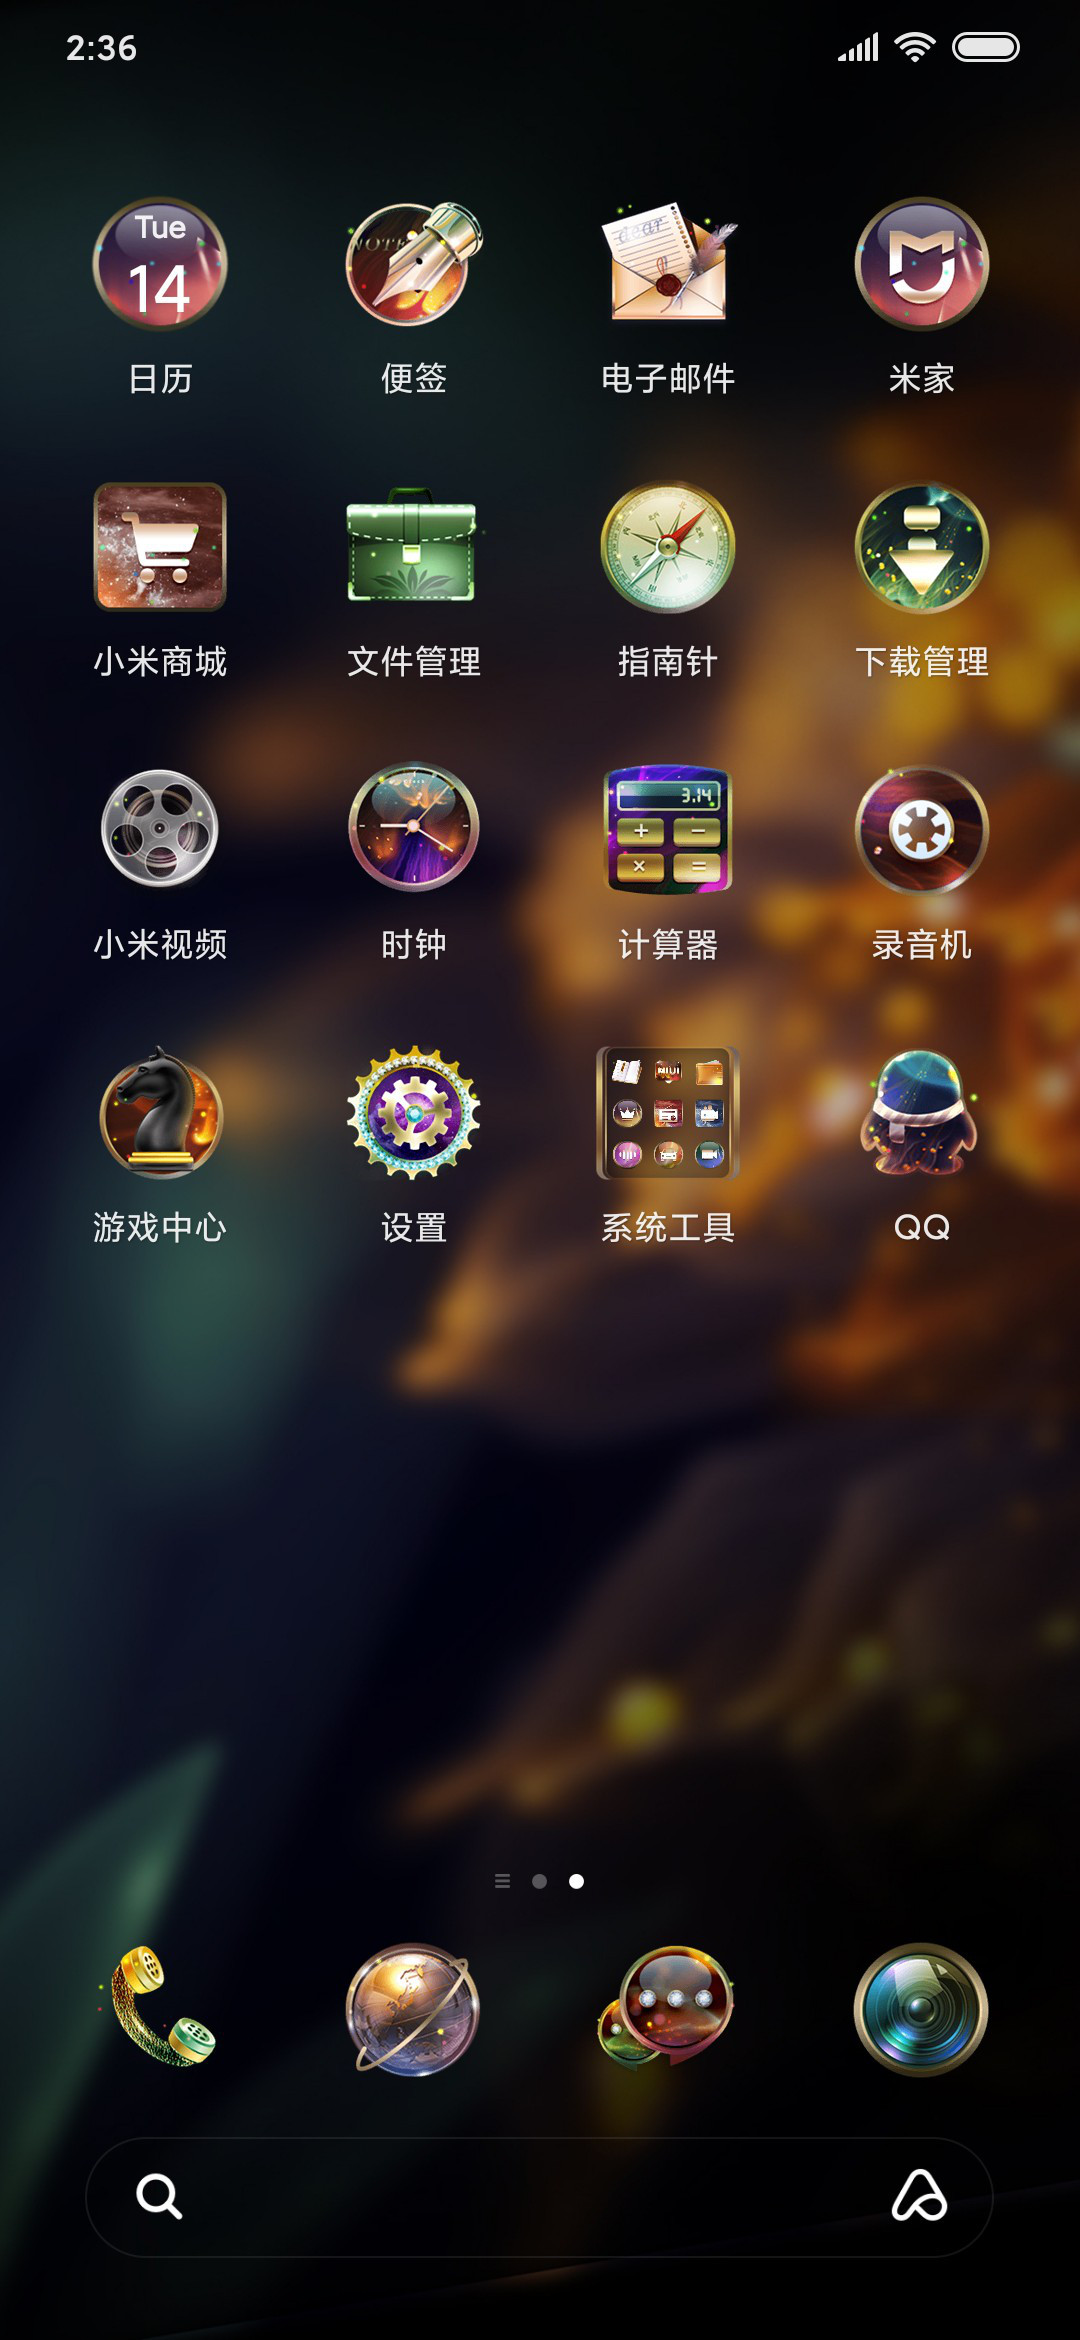 2:36
Tue
14
NOTE
dear
日历
便签
电子邮件
米家
小米商城
文件管理
指南针
下载管理
3.14
+ −
× =
小米视频
时钟
计算器
录音机
MIUI
游戏中心
设置
系统工具
QQ